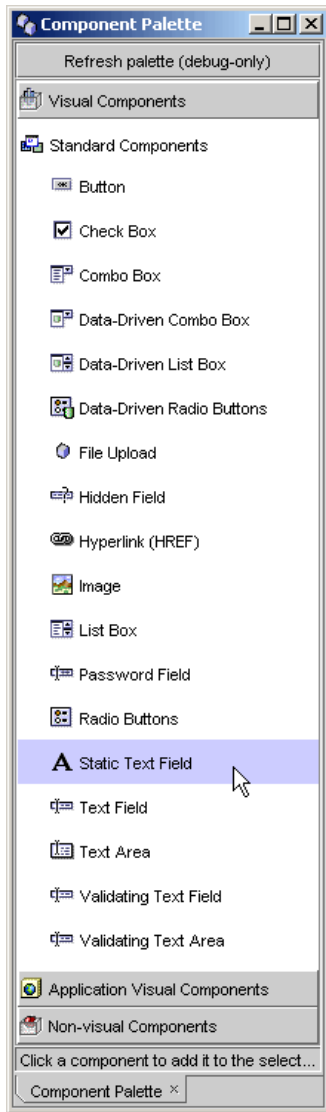 Component Palette
Refresh palette (debug-only)
Visual Components
Standard Components
Button
Check Box
Combo Box
Data-Driven Combo Box
Data-Driven List Box
Data-Driven Radio Buttons
File Upload
Hidden Field
Hyperlink (HREF)
Image
List Box
Password Field
Radio Buttons
A Static Text Field
Text Field
Text Area
Validating Text Field
Validating Text Area
Application Visual Components
Non-visual Components
Click a component to add it to the select...
Component Palette ×